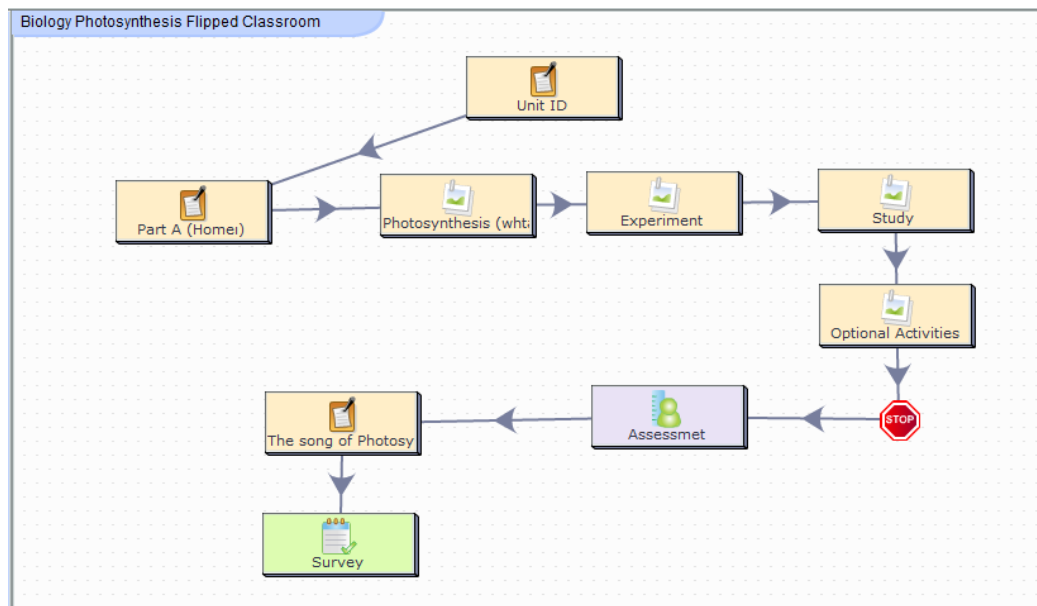 Biology Photosynthesis Flipped Classroom
Unit ID
Part A (Homeı)
Photosynthesis (whta
Experiment
Study
Optional Activities
STOP
Assessmet
The song of Photosy
Survey